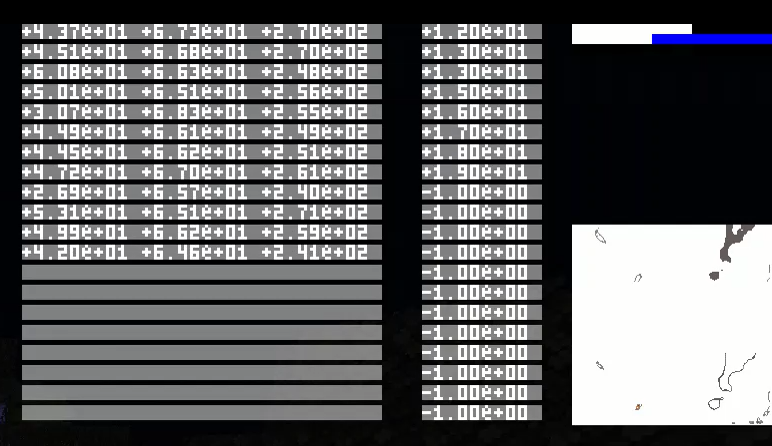 +4.37e+01 +6.73e+01 +2.70e+02 +1.20e+01
+4.51e+01 +6.68e+01 +2.70e+02 +1.30e+01
+6.08e+01 +6.63e+01 +2.48e+02 +1.30e+01
+5.01e+01 +6.51e+01 +2.56e+02 +1.50e+01
+3.07e+01 +6.83e+01 +2.55e+02 +1.60e+01
+4.49e+01 +6.61e+01 +2.49e+02 +1.70e+01
+4.45e+01 +6.62e+01 +2.51e+02 +1.80e+01
+4.72e+01 +6.70e+01 +2.61e+02 +1.90e+01
+2.69e+01 +6.57e+01 +2.40e+02 -1.00e+00
+5.31e+01 +6.51e+01 +2.71e+02 -1.00e+00
+4.99e+01 +6.62e+01 +2.59e+02 -1.00e+00
+4.20e+01 +6.46e+01 +2.41e+02 -1.00e+00
-1.00e+00
-1.00e+00
-1.00e+00
-1.00e+00
-1.00e+00
-1.00e+00
-1.00e+00
-1.00e+00